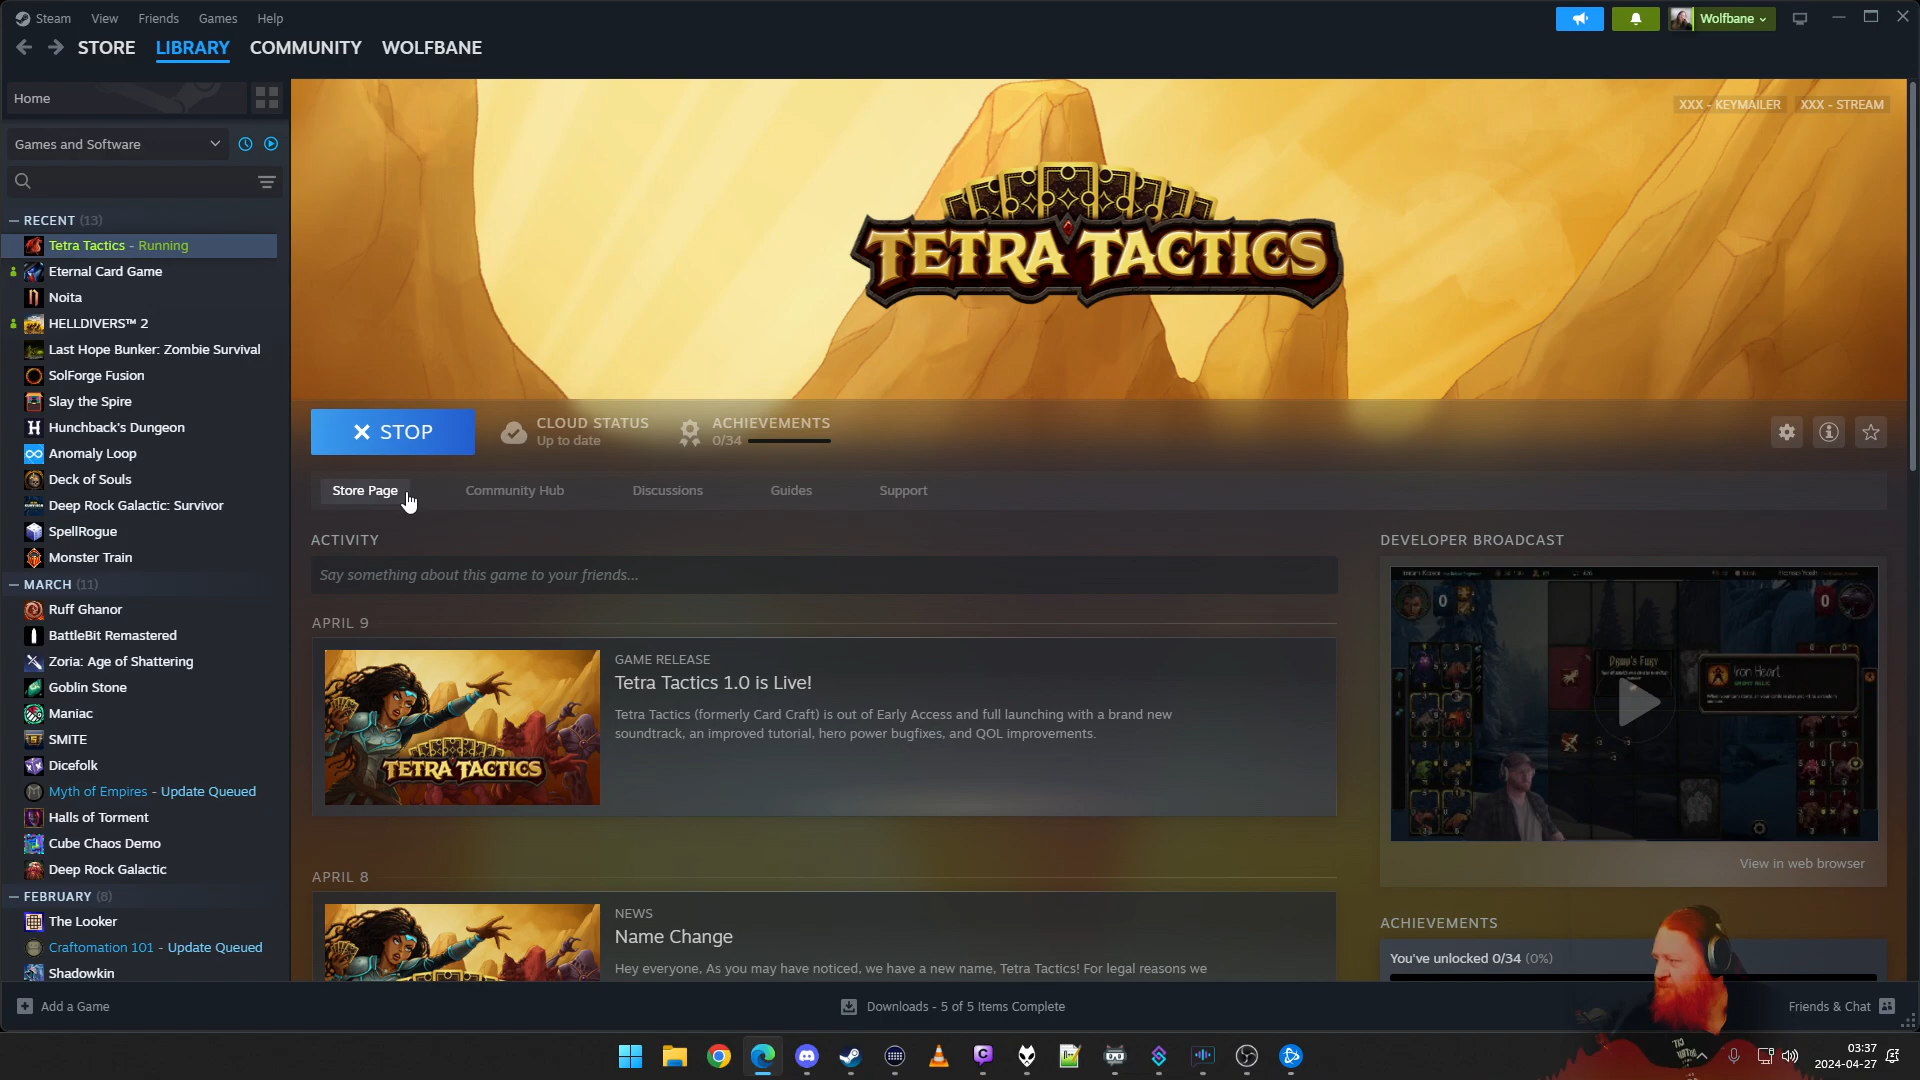 Steam View Friends Games Help
Wolfbane
STORE LIBRARY COMMUNITY WOLFBANE
Home
XXX - KEYMAILER XXX - STREAM
Games and Software
RECENT (13)
Tetra Tactics - Running
Eternal Card Game
Noita
HELLDIVERS™ 2
Last Hope Bunker: Zombie Survival
SolForge Fusion
Slay the Spire
Hunchback's Dungeon
Anomaly Loop
Deck of Souls
Deep Rock Galactic: Survivor
SpellRogue
Monster Train
MARCH (11)
Ruff Ghanor
BattleBit Remastered
Zoria: Age of Shattering
Goblin Stone
Maniac
SMITE
Dicefolk
Myth of Empires - Update Queued
Halls of Torment
Cube Chaos Demo
Deep Rock Galactic
FEBRUARY (8)
The Looker
Craftomation 101 - Update Queued
Shadowkin
TETRA TACTICS
STOP
CLOUD STATUS
Up to date
ACHIEVEMENTS
0/34
Store Page Community Hub Discussions Guides Support
ACTIVITY
Say something about this game to your friends...
APRIL 9
TETRA TACTICS
GAME RELEASE
Tetra Tactics 1.0 is Live!
Tetra Tactics (formerly Card Craft) is out of Early Access and full launching with a brand new
soundtrack, an improved tutorial, hero power bugfixes, and QOL improvements.
APRIL 8
NEWS
Name Change
Hey everyone, As you may have noticed, we have a new name, Tetra Tactics! For legal reasons we
DEVELOPER BROADCAST
0
0
Iron Heart
View in web browser
ACHIEVEMENTS
You've unlocked 0/34 (0%)
Add a Game
Downloads - 5 of 5 Items Complete
Friends & Chat
03:37
2024-04-27